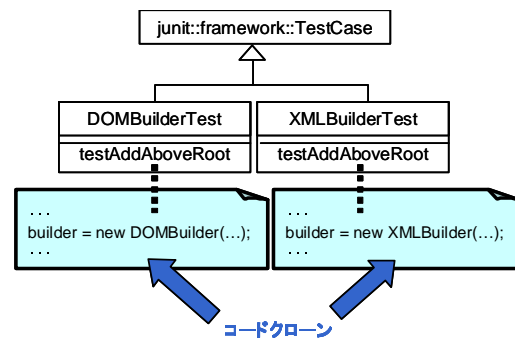 junit::framework::TestCase
DOMBuilderTest
testAddAboveRoot
XMLBuilderTest
testAddAboveRoot
...
builder = new DOMBuilder(...);
...
...
builder = new XMLBuilder(...);
...
コードクローン